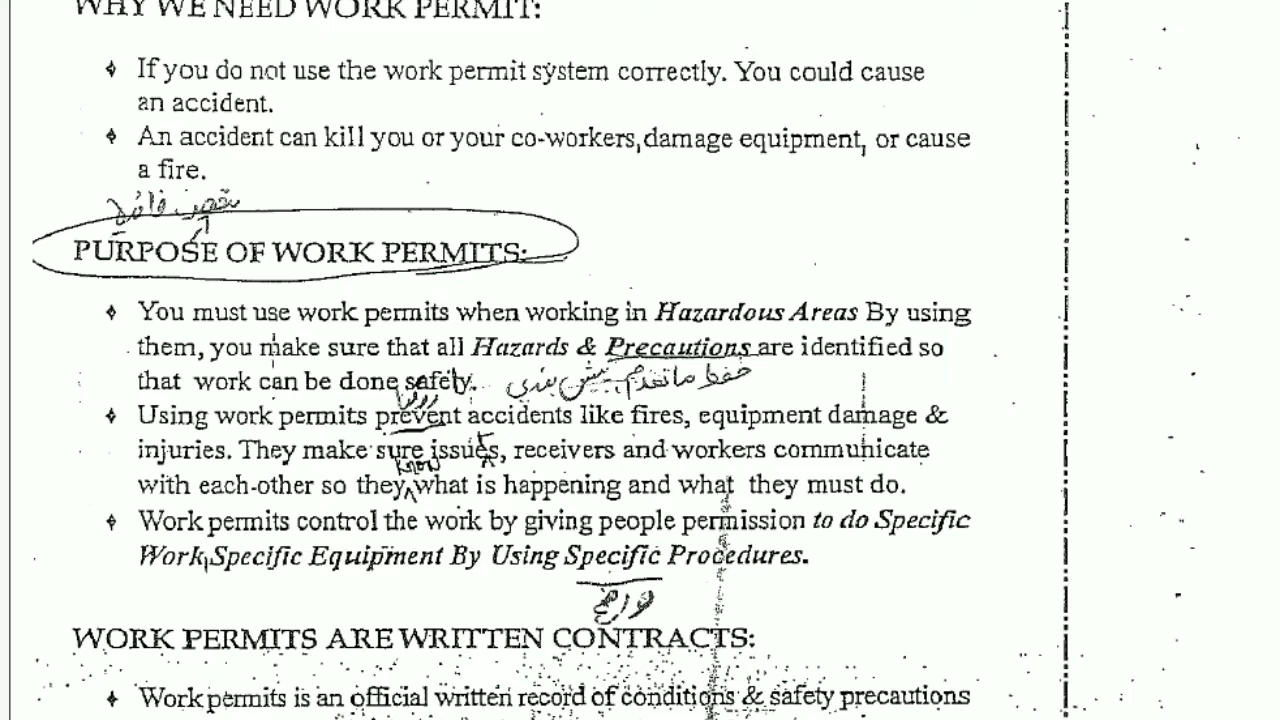 WHY WE NEED WORK PERMIT:
If you do not use the work permit system correctly. You could cause
an accident.
An accident can kill you or your co-workers, damage equipment, or cause
a fire.
PURPOSE OF WORK PERMITS:
You must use work permits when working in Hazardous Areas By using
them, you make sure that all Hazards & Precautions are identified so
that work can be done safety.
حفظ ماتقدم پیش بندی
Using work permits prevent accidents like fires, equipment damage &
injuries. They make sure issues, receivers and workers communicate
know
with each-other so they what is happening and what they must do.
Work permits control the work by giving people permission to do Specific
Work, Specific Equipment By Using Specific Procedures.
WORK PERMITS ARE WRITTEN CONTRACTS:
Work permits is an official written record of conditions & safety precautions